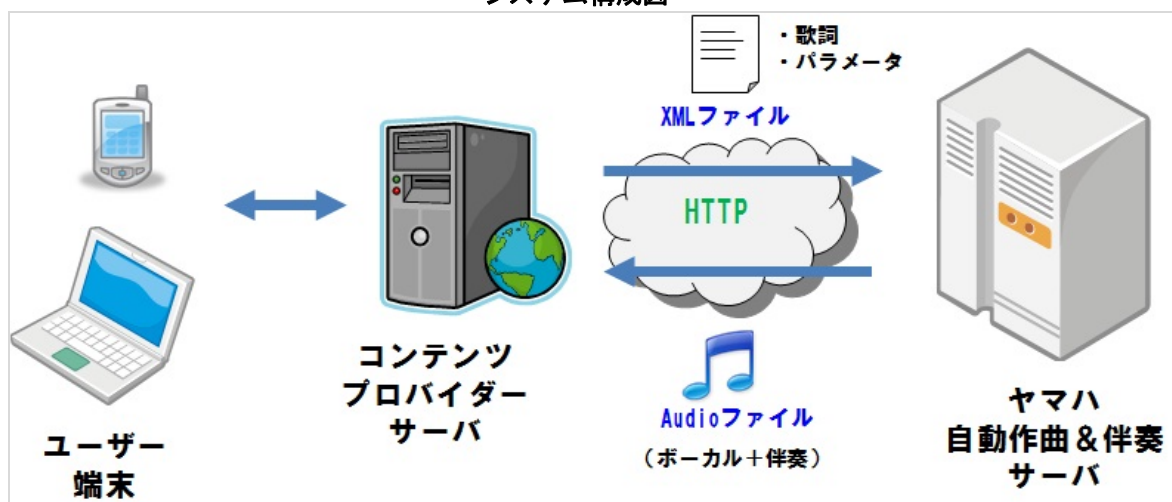 ・歌詞
・パラメータ
XMLファイル
HTTP
コンテンツ
プロバイダー
サーバ
Audioファイル
（ボーカル＋伴奏）
ユーザー
端末
ヤマハ
自動作曲＆伴奏
サーバ